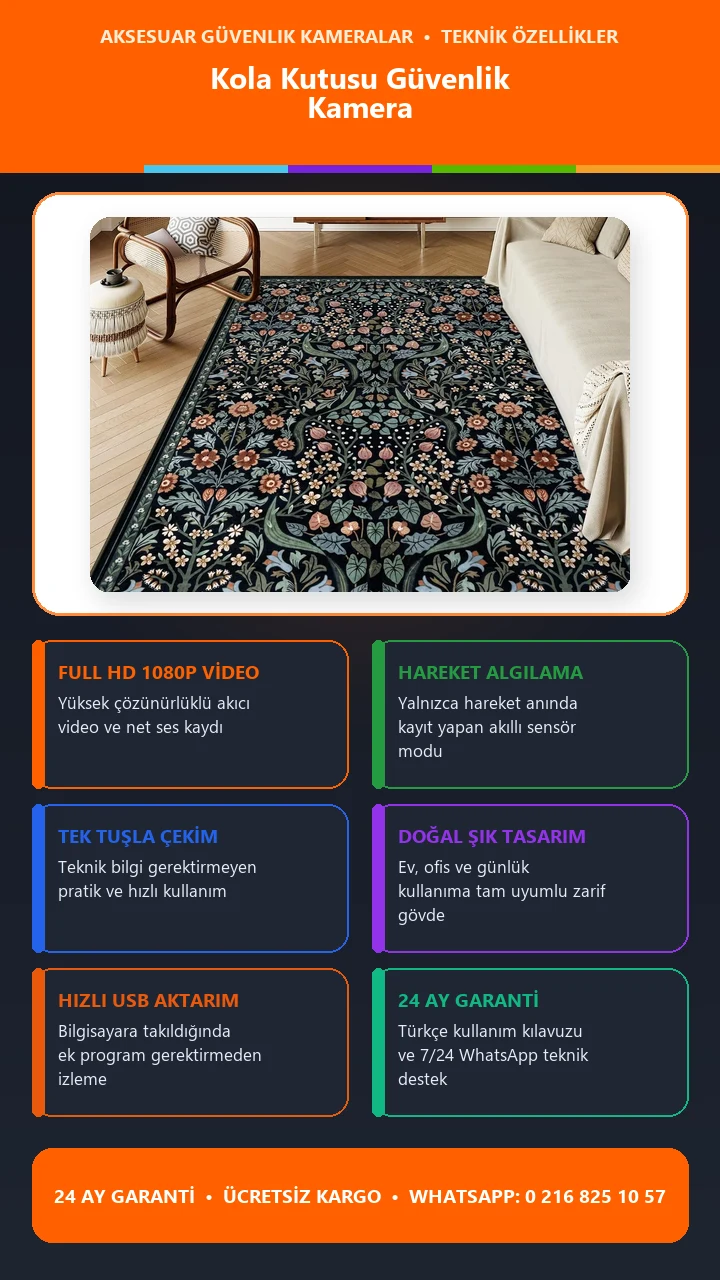 AKSESUAR GÜVENLIK KAMERALAR • TEKNİK ÖZELLİKLER
Kola Kutusu Güvenlik
Kamera
FULL HD 1080P VİDEO
Yüksek çözünürlüklü akıcı
video ve net ses kaydı
HAREKET ALGILAMA
Yalnızca hareket anında
kayıt yapan akıllı sensör
modu
TEK TUŞLA ÇEKİM
Teknik bilgi gerektirmeyen
pratik ve hızlı kullanım
DOĞAL ŞIK TASARIM
Ev, ofis ve günlük
kullanıma tam uyumlu zarif
gövde
HIZLI USB AKTARIM
Bilgisayara takıldığında
ek program gerektirmeden
izleme
24 AY GARANTİ
Türkçe kullanım kılavuzu
ve 7/24 WhatsApp teknik
destek
24 AY GARANTİ • ÜCRETSİZ KARGO • WHATSAPP: 0 216 825 10 57